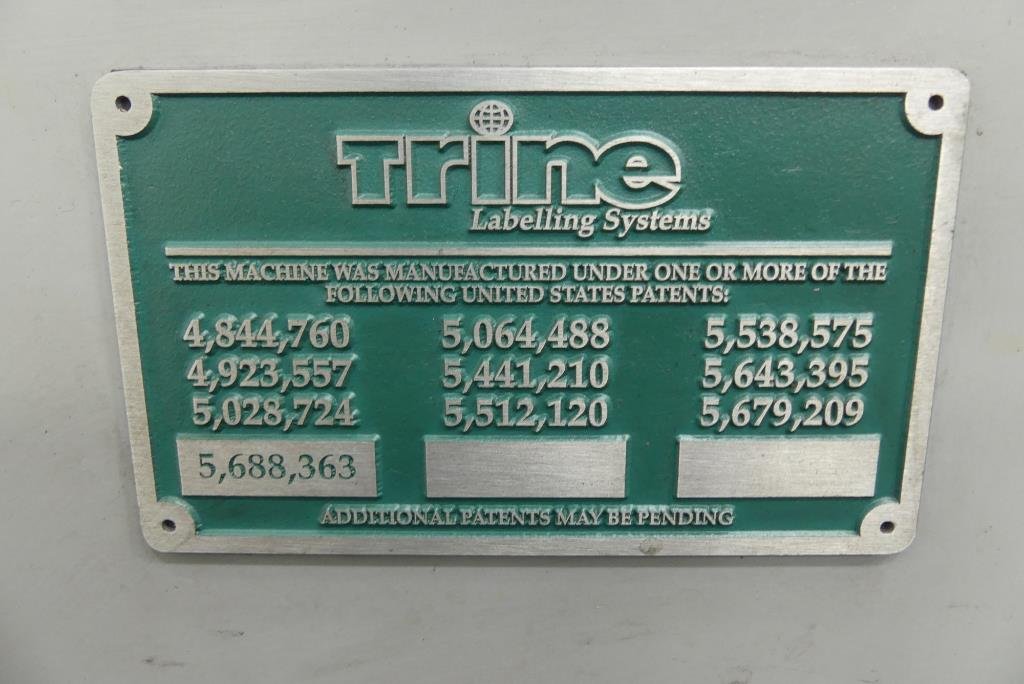 Trine
Labelling Systems
THIS MACHINE WAS MANUFACTURED UNDER ONE OR MORE OF THE
FOLLOWING UNITED STATES PATENTS:
4,844,760 5,064,488 5,538,575
4,923,557 5,441,210 5,643,395
5,028,724 5,512,120 5,679,209
5,688,363
ADDITIONAL PATENTS MAY BE PENDING